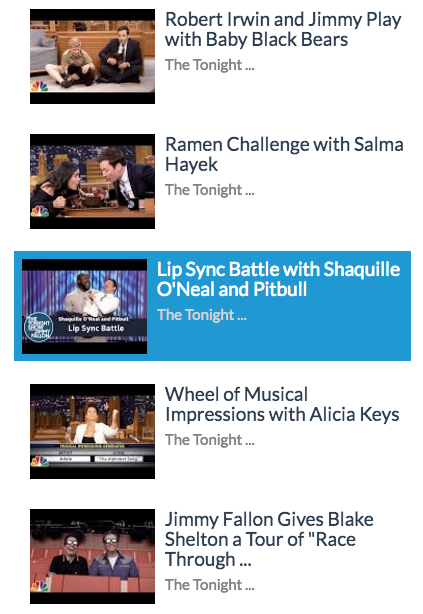 Robert Irwin and Jimmy Play
with Baby Black Bears
The Tonight ...
Ramen Challenge with Salma
Hayek
The Tonight ...
Lip Sync Battle with Shaquille
O'Neal and Pitbull
The Tonight ...
THE
TONIGHT
SHOW
JIMMY
FALLON
Shaquille O'Neal and Pitbull
Lip Sync Battle
Wheel of Musical
Impressions with Alicia Keys
The Tonight ...
MUSICAL IMPRESSIONS GENERATOR
ARTIST SONG
Adele "The Alphabet Song"
Jimmy Fallon Gives Blake
Shelton a Tour of "Race
Through ...
The Tonight ...